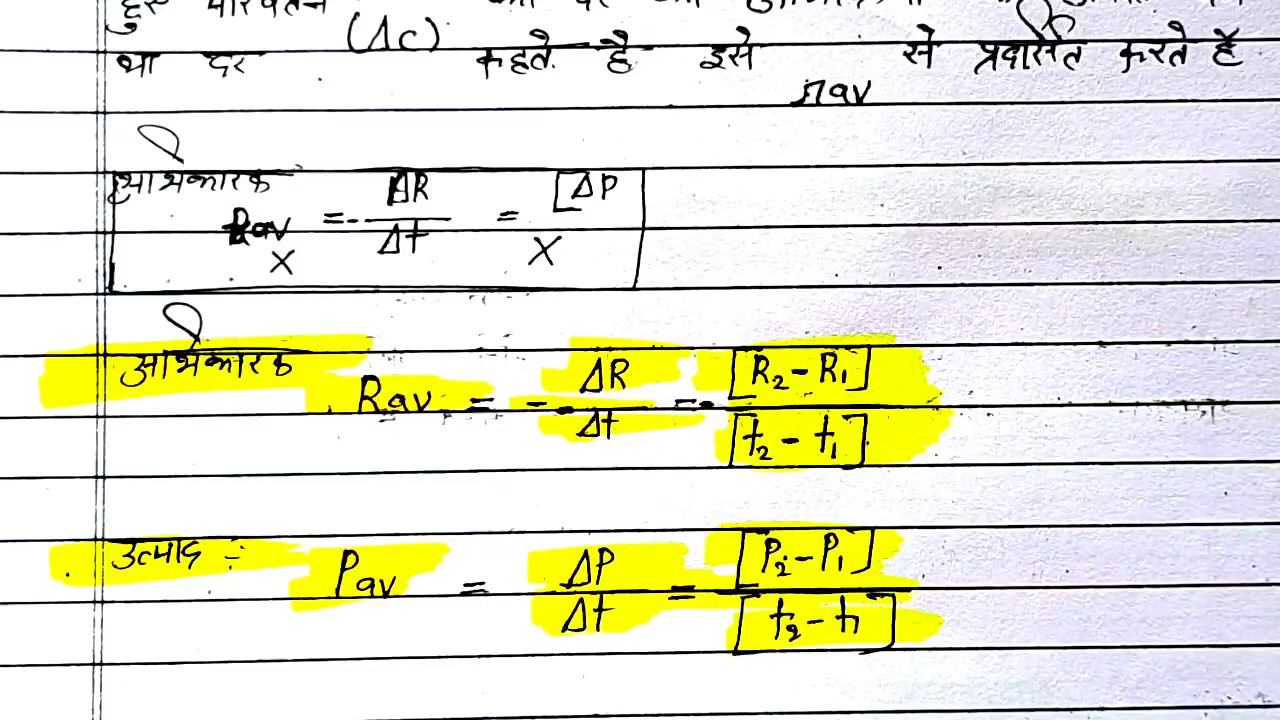 था दर (Δc) कहते है इसे से प्रदर्सित करते हैं
rav
अभिकारक
Rav = - ΔR/Δt = [ΔP
x x
अभिकारक Rav = - ΔR/Δt = - [R₂ - R₁]/[t₂ - t₁]
उत्पाद ÷ Pav = ΔP/Δt = [P₂ - P₁]/[t₂ - t₁]